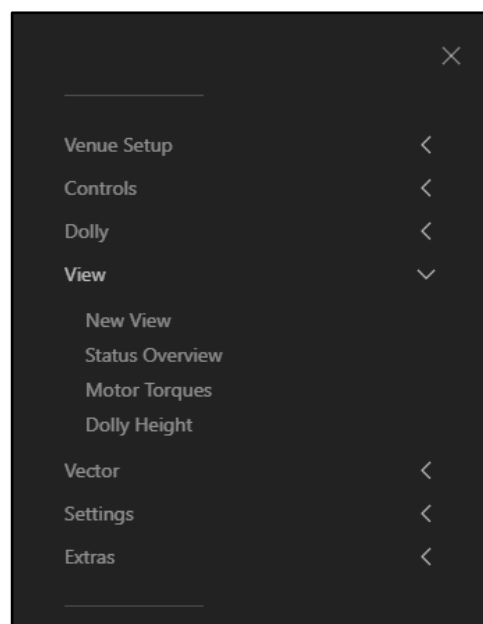 Venue Setup
Controls
Dolly
View
New View
Status Overview
Motor Torques
Dolly Height
Vector
Settings
Extras